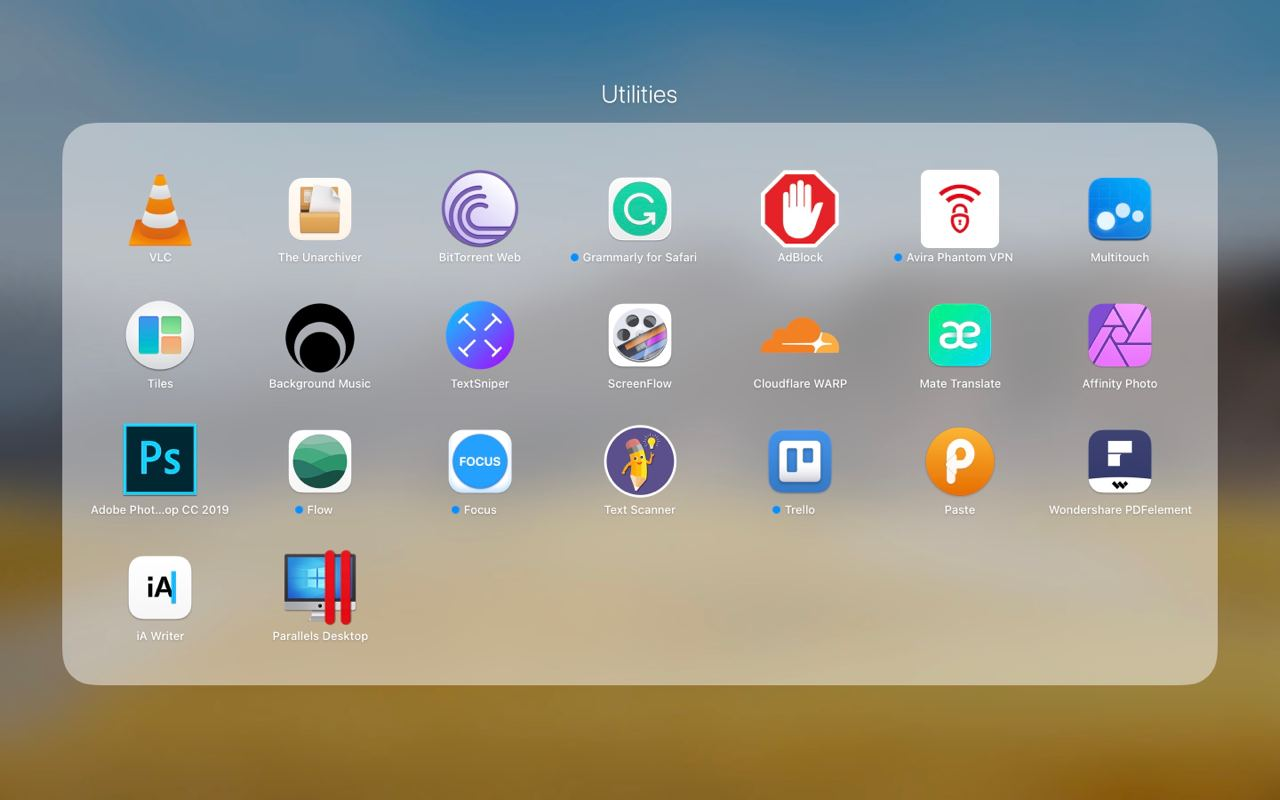 Utilities
VLC
The Unarchiver
BitTorrent Web
Grammarly for Safari
AdBlock
Avira Phantom VPN
Multitouch
Tiles
Background Music
TextSniper
ScreenFlow
Cloudflare WARP
æ
Mate Translate
Affinity Photo
Ps
Adobe Phot...op CC 2019
Flow
FOCUS
Focus
Text Scanner
Trello
Paste
Wondershare PDFelement
iA
iA Writer
Parallels Desktop